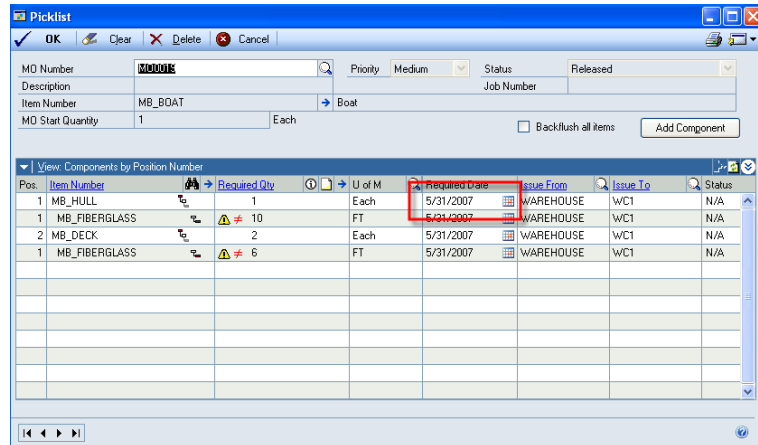 Picklist
OK Clear Delete Cancel
MO Number MO0015 Priority Medium Status Released
Description Job Number
Item Number MB_BOAT Boat
MO Start Quantity 1 Each Backflush all items Add Component
View: Components by Position Number
Pos. Item Number Required Qty U of M Required Date Issue From Issue To Status
1 MB_HULL 1 Each 5/31/2007 WAREHOUSE WC1 N/A
1 MB_FIBERGLASS ≠ 10 FT 5/31/2007 WAREHOUSE WC1 N/A
2 MB_DECK 2 Each 5/31/2007 WAREHOUSE WC1 N/A
1 MB_FIBERGLASS ≠ 6 FT 5/31/2007 WAREHOUSE WC1 N/A